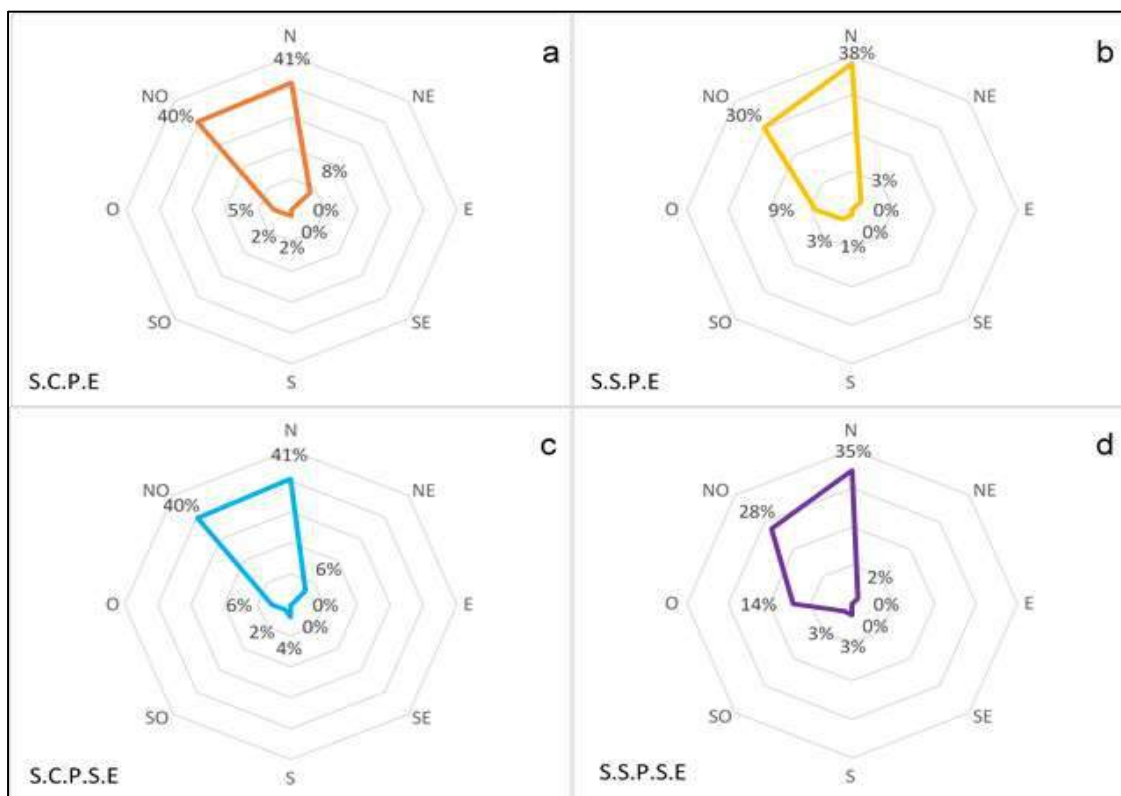 N
41%
a
NO
NE
40%
8%
O
5%
0%
E
2%
0%
2%
SO
SE
S.C.P.E
S
N
38%
b
NO
NE
30%
3%
O
9%
0%
E
3%
0%
1%
SO
SE
S.S.P.E
S
N
41%
c
NO
NE
40%
6%
O
6%
0%
E
2%
0%
4%
SO
SE
S.C.P.S.E
S
N
35%
d
NO
NE
28%
2%
O
14%
0%
E
3%
0%
3%
SO
SE
S.S.P.S.E
S